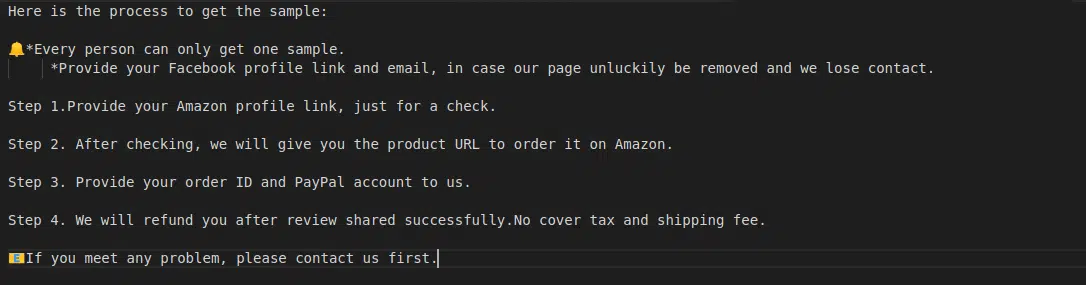 Here is the process to get the sample:
🔔*Every person can only get one sample.
*Provide your Facebook profile link and email, in case our page unluckily be removed and we lose contact.
Step 1.Provide your Amazon profile link, just for a check.
Step 2. After checking, we will give you the product URL to order it on Amazon.
Step 3. Provide your order ID and PayPal account to us.
Step 4. We will refund you after review shared successfully.No cover tax and shipping fee.
📧If you meet any problem, please contact us first.